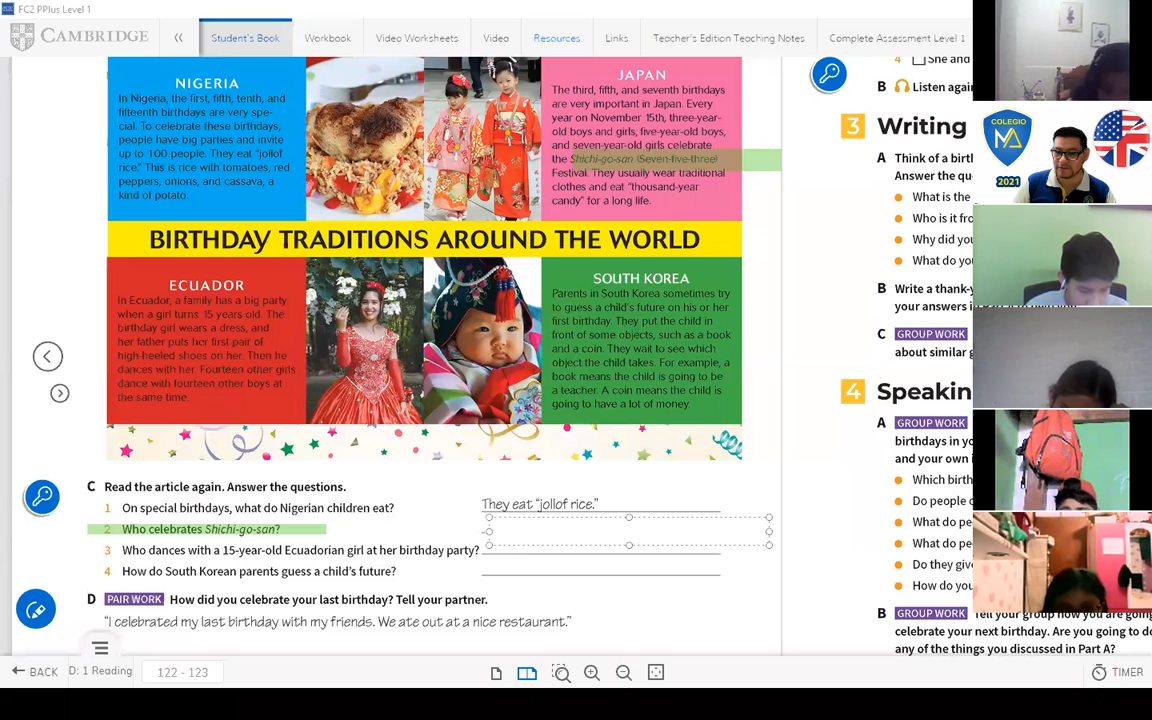 FC2 PPlus Level 1
CAMBRIDGE
Student's Book
Workbook
Video Worksheets
Video
Resources
Links
Teacher's Edition Teaching Notes
Complete Assessment Level 1
NIGERIA
In Nigeria, the first, fifth, tenth, and
fifteenth birthdays are very spe-
cial. To celebrate these birthdays,
people have big parties and invite
up to 100 people. They eat "jollof
rice." This is rice with tomatoes, red
peppers, onions, and cassava, a
kind of potato.
JAPAN
The third, fifth, and seventh birthdays
are very important in Japan. Every
year on November 15th, three-year-
old boys and girls, five-year-old boys,
and seven-year-old girls celebrate
the Shichi-go-san (Seven-five-three)
Festival. They usually wear traditional
clothes and eat "thousand-year
candy" for a long life.
BIRTHDAY TRADITIONS AROUND THE WORLD
ECUADOR
In Ecuador, a family has a big party
when a girl turns 15 years old. The
birthday girl wears a dress, and
her father puts her first pair of
high-heeled shoes on her. Then he
dances with her. Fourteen other girls
dance with fourteen other boys at
the same time.
SOUTH KOREA
Parents in South Korea sometimes try
to guess a child's future on his or her
first birthday. They put the child in
front of some objects, such as a book
and a coin. They wait to see which
object the child takes. For example, a
book means the child is going to be
a teacher. A coin means the child is
going to have a lot of money.
C Read the article again. Answer the questions.
1 On special birthdays, what do Nigerian children eat?
They eat "jollof rice."
2 Who celebrates Shichi-go-san?
3 Who dances with a 15-year-old Ecuadorian girl at her birthday party?
4 How do South Korean parents guess a child's future?
D PAIR WORK How did you celebrate your last birthday? Tell your partner.
"I celebrated my last birthday with my friends. We ate out at a nice restaurant."
4 She and
B Listen again
3 Writing
A Think of a birt
Answer the qu
What is the
Who is it fro
Why did you
What do yo
B Write a thank-y
your answers in
C GROUP WORK
about similar g
4 Speakin
A GROUP WORK
birthdays in yo
and your own
Which birth
Do people c
What do pe
What do pe
Do they give
How do you
B GROUP WORK Tell your group how you are going
celebrate your next birthday. Are you going to do
any of the things you discussed in Part A?
COLEGIO
MA
2021
BACK
D: 1 Reading
122 - 123
TIMER